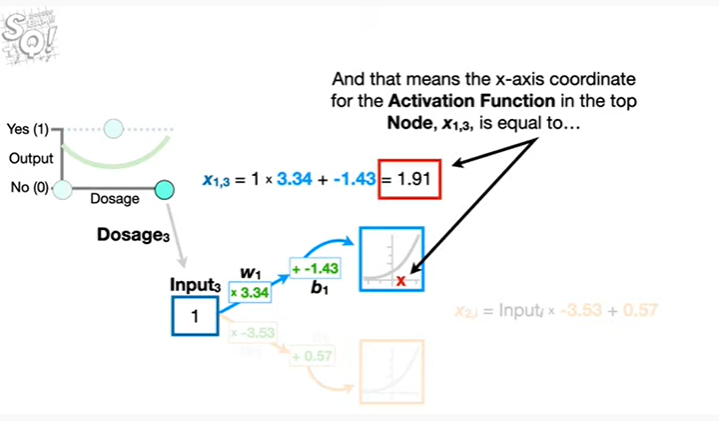 SQ!
And that means the x-axis coordinate
for the Activation Function in the top
Node, x₁,₃, is equal to…
Yes (1)
Output
No (0)
Dosage
x₁,₃ = 1 × 3.34 + -1.43 = 1.91
Dosage₃
Input₃
w₁
× 3.34
+ -1.43
b₁
1
x
x₂,ᵢ = Inputᵢ × -3.53 + 0.57
× -3.53
+ 0.57